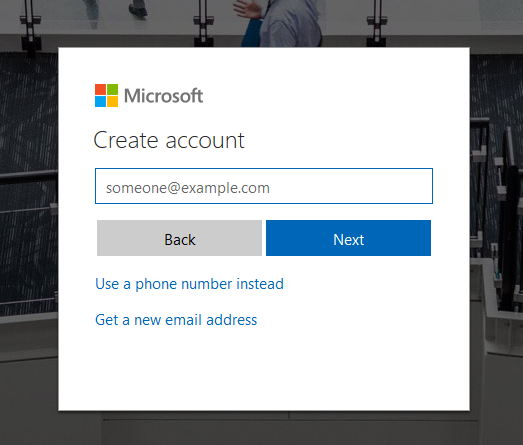 Microsoft
Create account
someone@example.com
Back Next
Use a phone number instead
Get a new email address